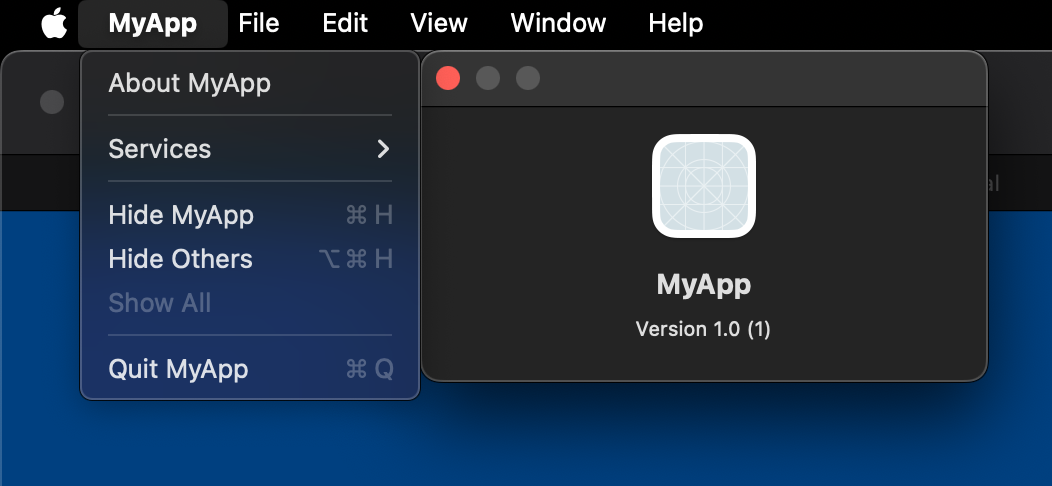 MyApp File Edit View Window Help
About MyApp
Services
Hide MyApp ⌘ H
Hide Others ⌥ ⌘ H
Show All
Quit MyApp ⌘ Q
MyApp
Version 1.0 (1)